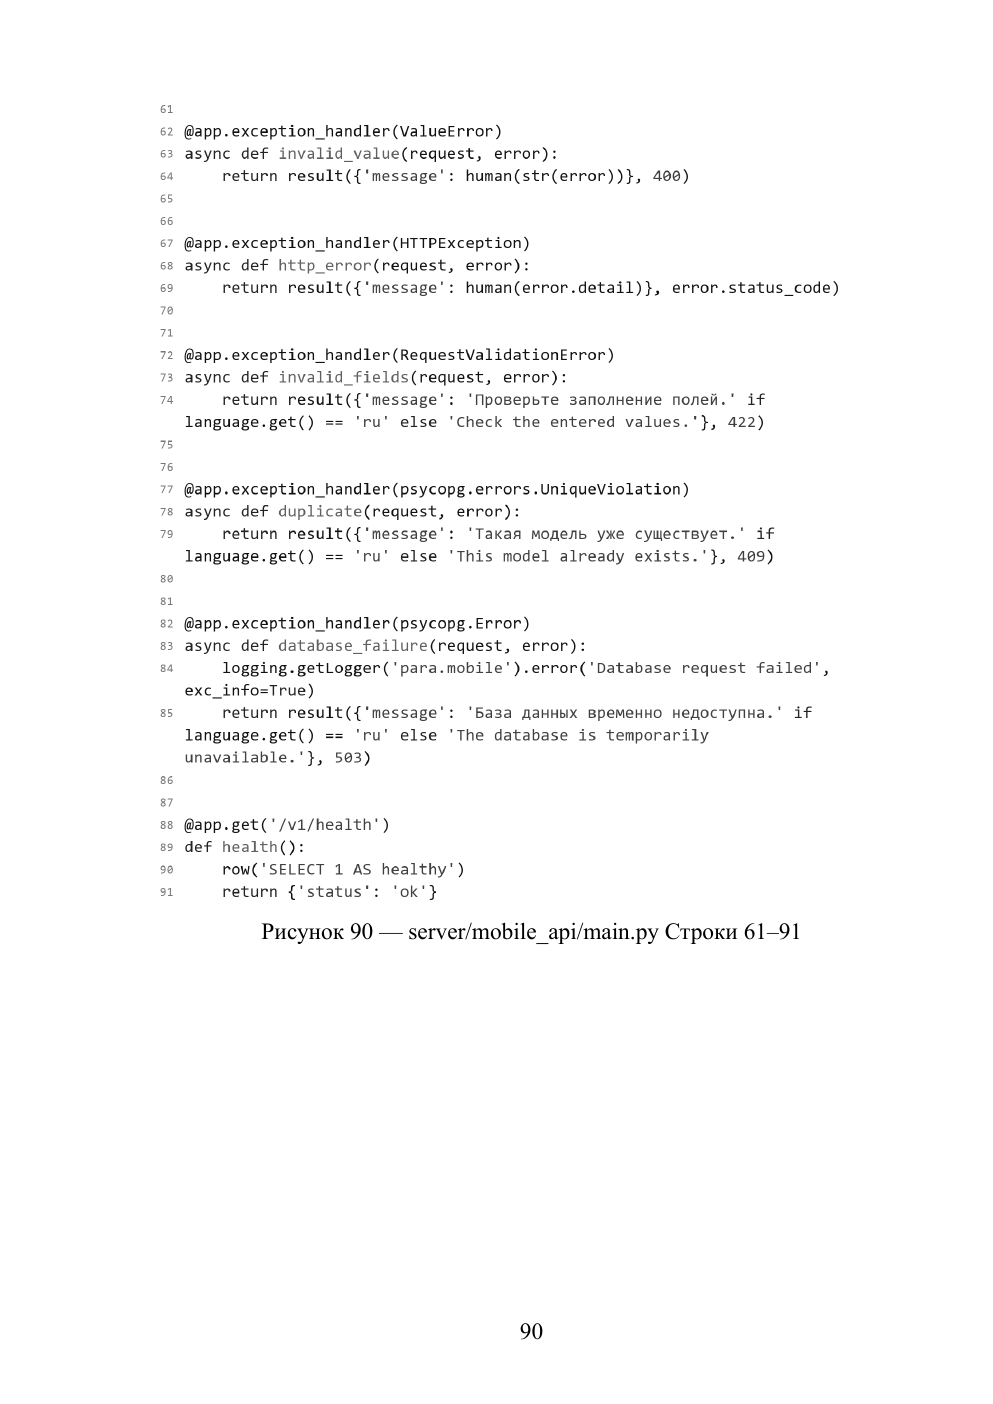 61
62 @app.exception_handler(ValueError)
63 async def invalid_value(request, error):
64     return result({'message': human(str(error))}, 400)
65
66
67 @app.exception_handler(HTTPException)
68 async def http_error(request, error):
69     return result({'message': human(error.detail)}, error.status_code)
70
71
72 @app.exception_handler(RequestValidationError)
73 async def invalid_fields(request, error):
74     return result({'message': 'Проверьте заполнение полей.' if
language.get() == 'ru' else 'Check the entered values.'}, 422)
75
76
77 @app.exception_handler(psycopg.errors.UniqueViolation)
78 async def duplicate(request, error):
79     return result({'message': 'Такая модель уже существует.' if
language.get() == 'ru' else 'This model already exists.'}, 409)
80
81
82 @app.exception_handler(psycopg.Error)
83 async def database_failure(request, error):
84     logging.getLogger('para.mobile').error('Database request failed',
exc_info=True)
85     return result({'message': 'База данных временно недоступна.' if
language.get() == 'ru' else 'The database is temporarily
unavailable.'}, 503)
86
87
88 @app.get('/v1/health')
89 def health():
90     row('SELECT 1 AS healthy')
91     return {'status': 'ok'}
Рисунок 90 — server/mobile_api/main.py Строки 61–91
90